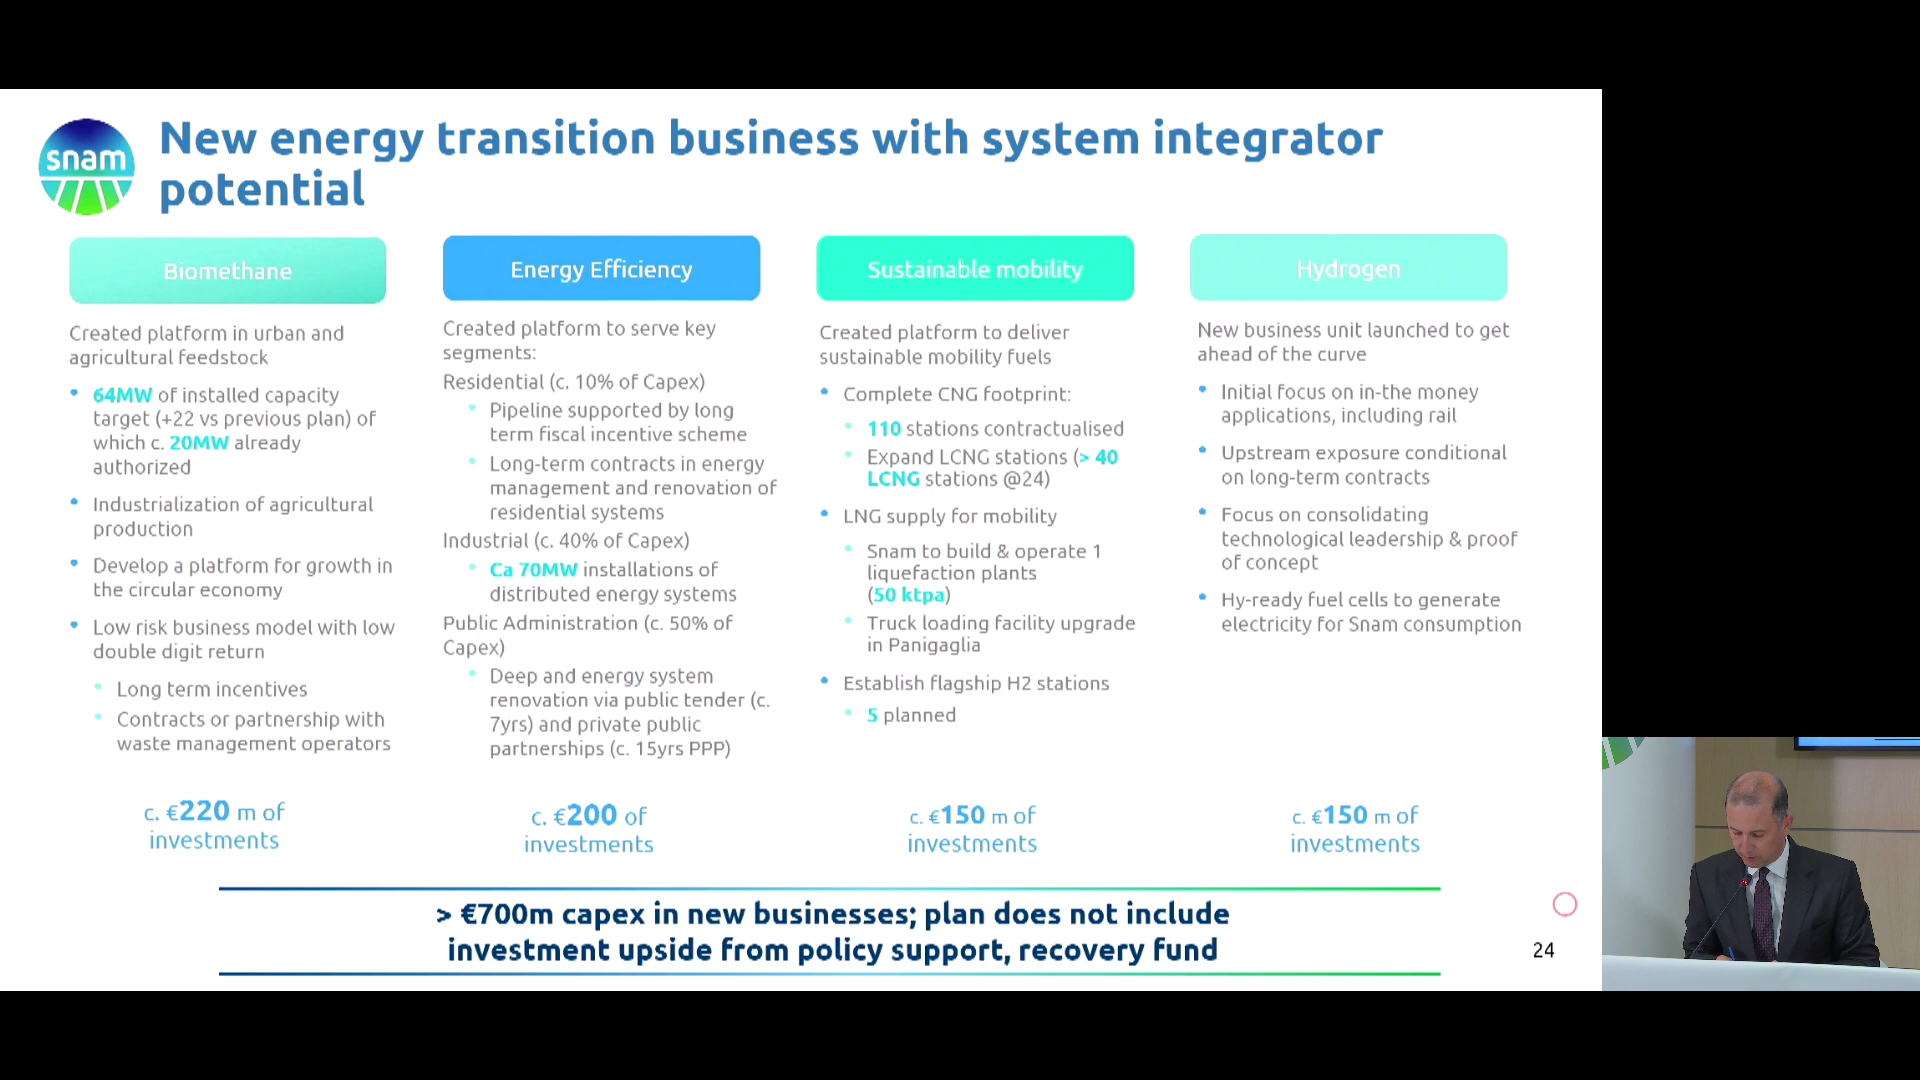 snam
New energy transition business with system integrator
potential
Biomethane
Created platform in urban and
agricultural feedstock
64MW of installed capacity
target (+22 vs previous plan) of
which c. 20MW already
authorized
Industrialization of agricultural
production
Develop a platform for growth in
the circular economy
Low risk business model with low
double digit return
Long term incentives
Contracts or partnership with
waste management operators
c. €220 m of
investments
Energy Efficiency
Created platform to serve key
segments:
Residential (c. 10% of Capex)
Pipeline supported by long
term fiscal incentive scheme
Long-term contracts in energy
management and renovation of
residential systems
Industrial (c. 40% of Capex)
Ca 70MW installations of
distributed energy systems
Public Administration (c. 50% of
Capex)
Deep and energy system
renovation via public tender (c.
7yrs) and private public
partnerships (c. 15yrs PPP)
c. €200 of
investments
Sustainable mobility
Created platform to deliver
sustainable mobility fuels
Complete CNG footprint:
110 stations contractualised
Expand LCNG stations (> 40
LCNG stations @24)
LNG supply for mobility
Snam to build & operate 1
liquefaction plants
(50 ktpa)
Truck loading facility upgrade
in Panigaglia
Establish flagship H2 stations
5 planned
c. €150 m of
investments
Hydrogen
New business unit launched to get
ahead of the curve
Initial focus on in-the money
applications, including rail
Upstream exposure conditional
on long-term contracts
Focus on consolidating
technological leadership & proof
of concept
Hy-ready fuel cells to generate
electricity for Snam consumption
c. €150 m of
investments
> €700m capex in new businesses; plan does not include
investment upside from policy support, recovery fund
24